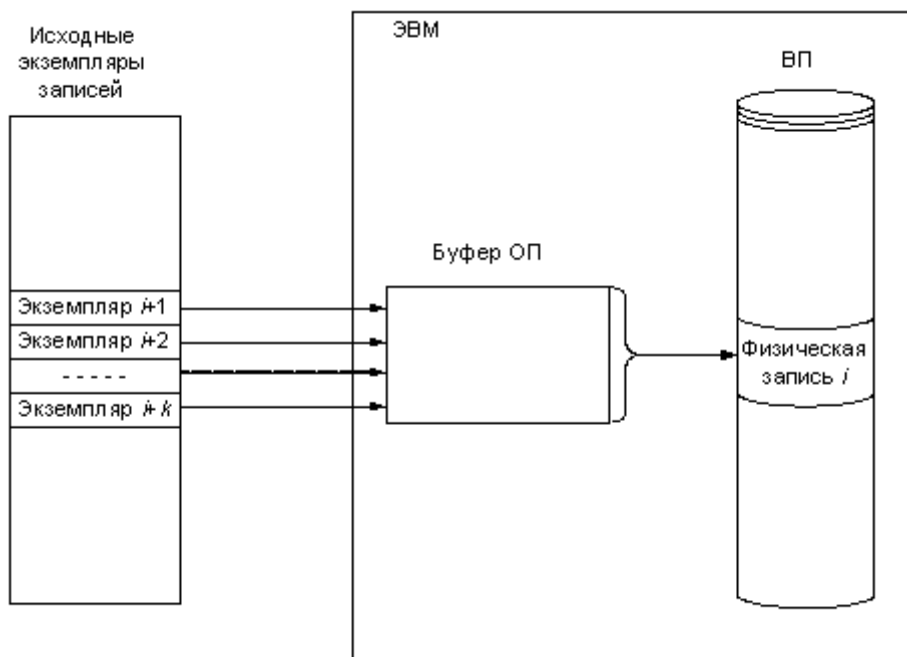 Исходные
экземпляры
записей
ЭВМ
ВП
Буфер ОП
Экземпляр i+1
Экземпляр i+2
- - - - -
Экземпляр i+k
Физическая
запись i